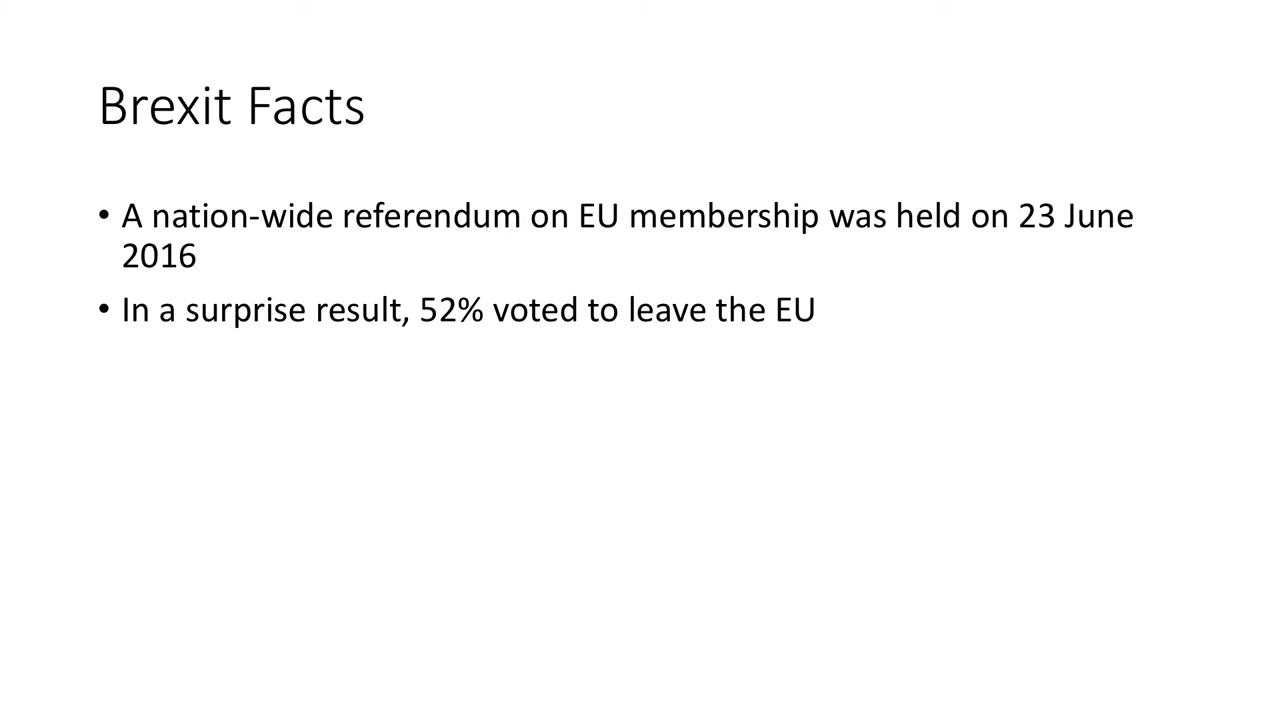 Brexit Facts
• A nation-wide referendum on EU membership was held on 23 June
2016
• In a surprise result, 52% voted to leave the EU